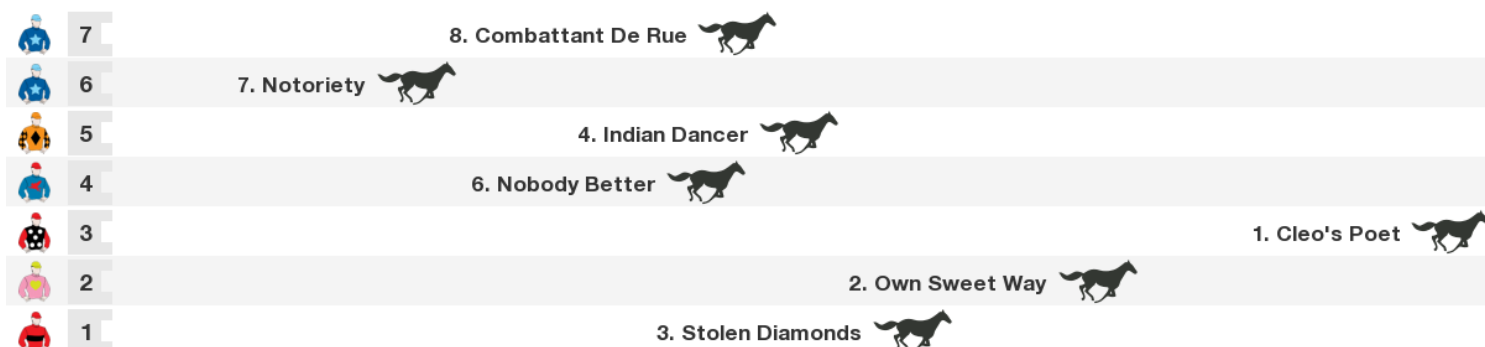 7 8. Combattant De Rue
6 7. Notoriety
5 4. Indian Dancer
4 6. Nobody Better
3 1. Cleo's Poet
2 2. Own Sweet Way
1 3. Stolen Diamonds